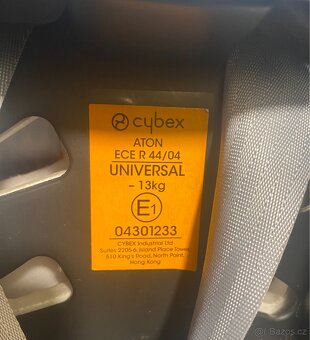 cybex
ATON
ECE R 44/04
UNIVERSAL
- 13kg
E1
04301233
CYBEX Industrial Ltd
Suites 2205-6, Island Place Tower
510 King's Road, North Point,
Hong Kong
Bazoš.cz